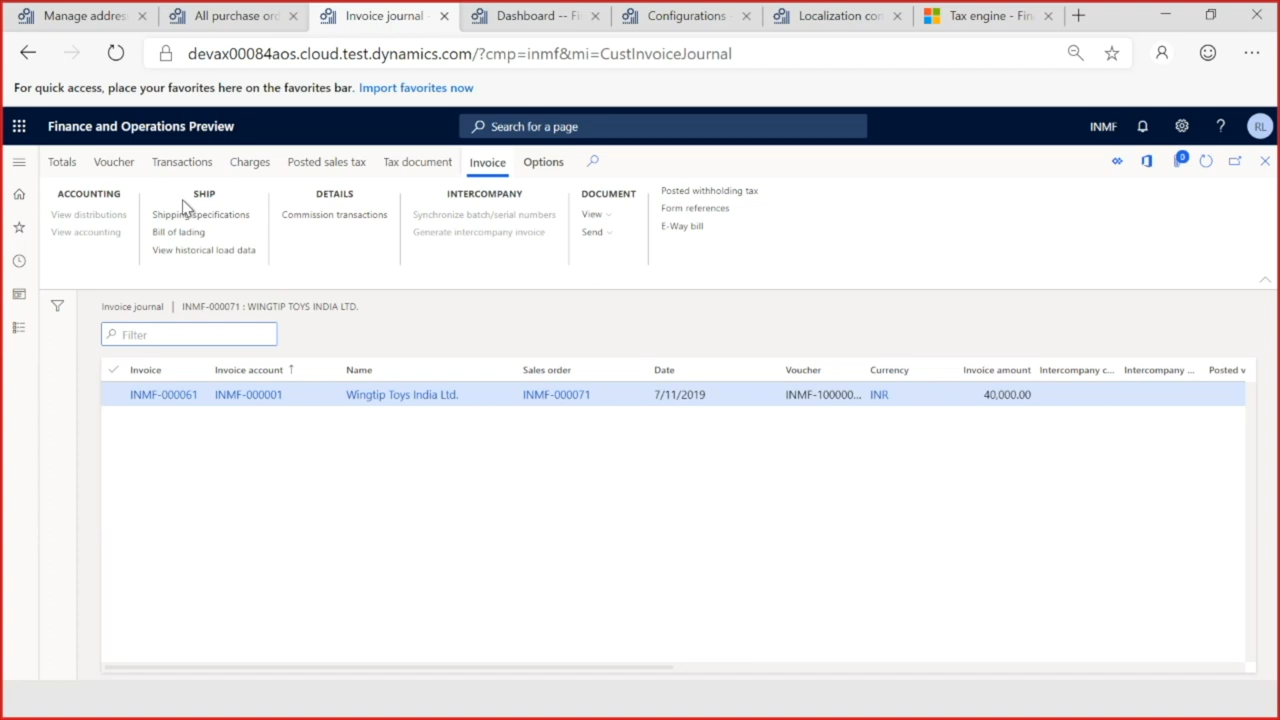 Manage addres
All purchase ord
Invoice journal
Dashboard -- Fi
Configurations
Localization con
Tax engine - Fin
devax00084aos.cloud.test.dynamics.com/?cmp=inmf&mi=CustInvoiceJournal
For quick access, place your favorites here on the favorites bar. Import favorites now
Finance and Operations Preview
Search for a page
INMF
?
RL
Totals Voucher Transactions Charges Posted sales tax Tax document Invoice Options
0
ACCOUNTING
View distributions
View accounting
SHIP
Shipping specifications
Bill of lading
View historical load data
DETAILS
Commission transactions
INTERCOMPANY
Synchronize batch/serial numbers
Generate intercompany invoice
DOCUMENT
View
Send
Posted withholding tax
Form references
E-Way bill
Invoice journal | INMF-000071 : WINGTIP TOYS INDIA LTD.
Filter
Invoice Invoice account Name Sales order Date Voucher Currency Invoice amount Intercompany c... Intercompany ... Posted v
INMF-000061 INMF-000001 Wingtip Toys India Ltd. INMF-000071 7/11/2019 INMF-100000... INR 40,000.00